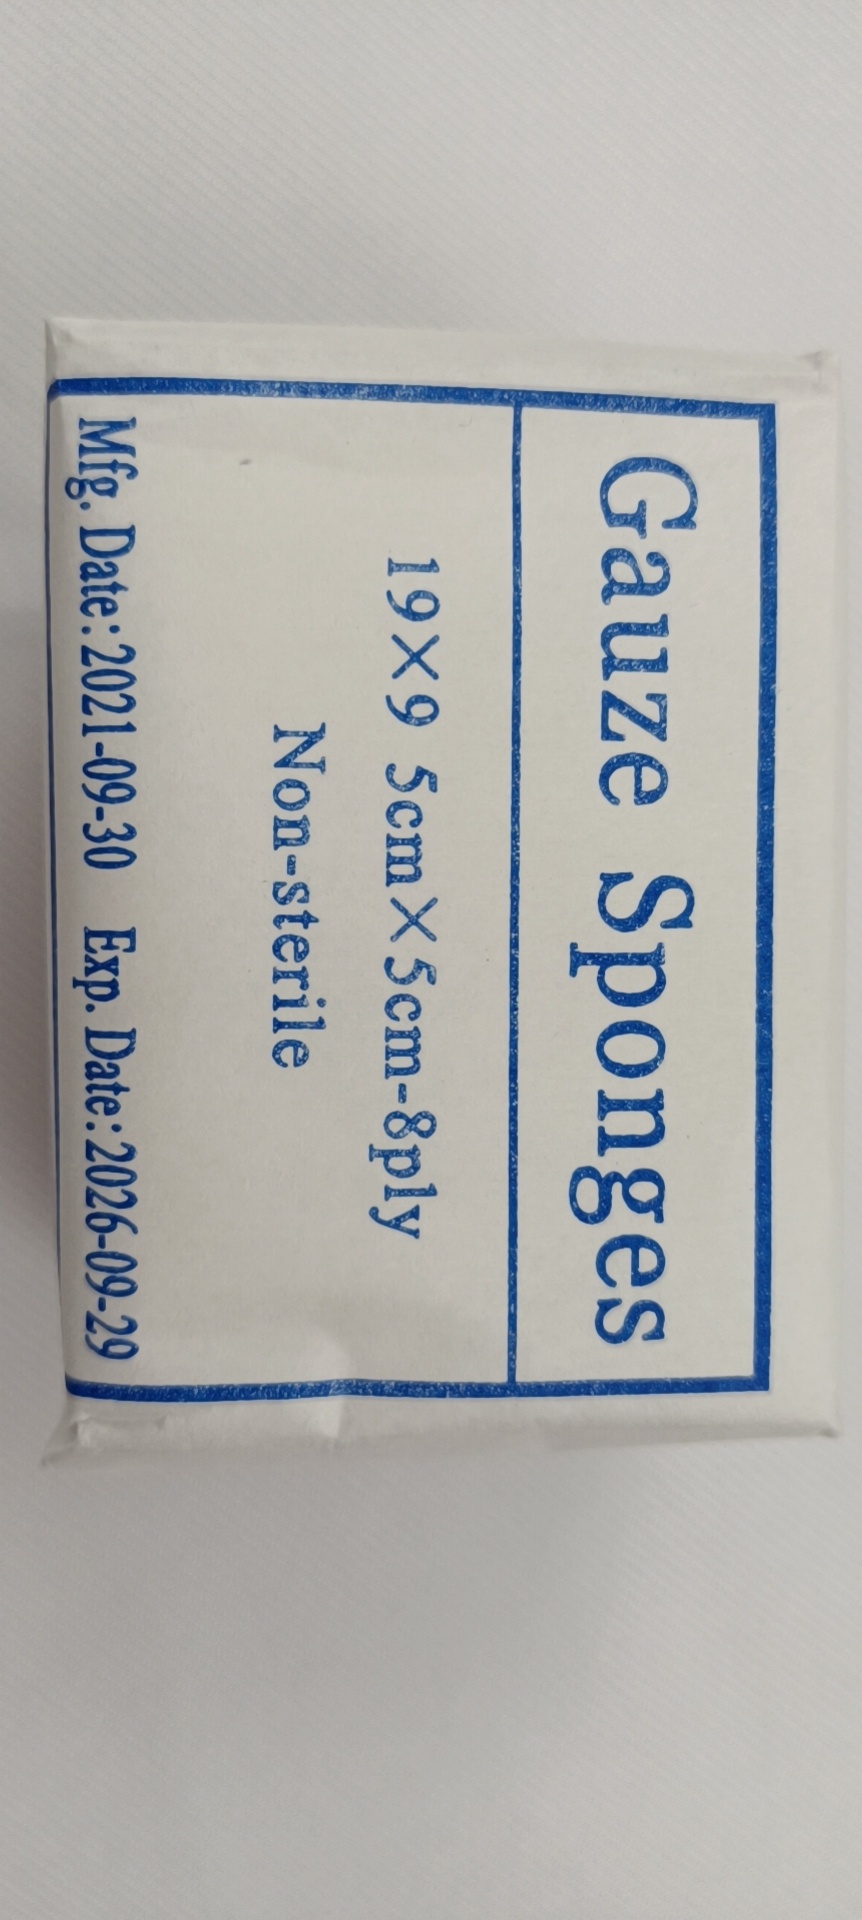 Gauze Sponges
19×9 5cm×5cm-8ply
Non-sterile
Mfg. Date:2021-09-30 Exp. Date:2026-09-29